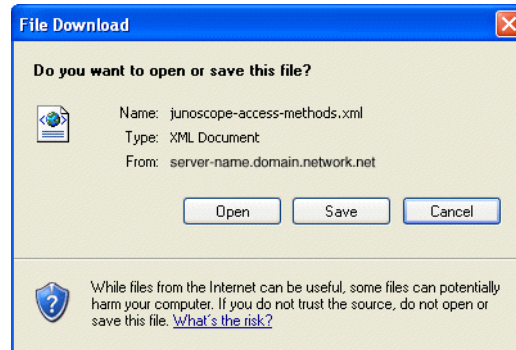 File Download
Do you want to open or save this file?
Name: junoscope-access-methods.xml
Type: XML Document
From: server-name.domain.network.net
Open Save Cancel
While files from the Internet can be useful, some files can potentially
harm your computer. If you do not trust the source, do not open or
save this file. What's the risk?